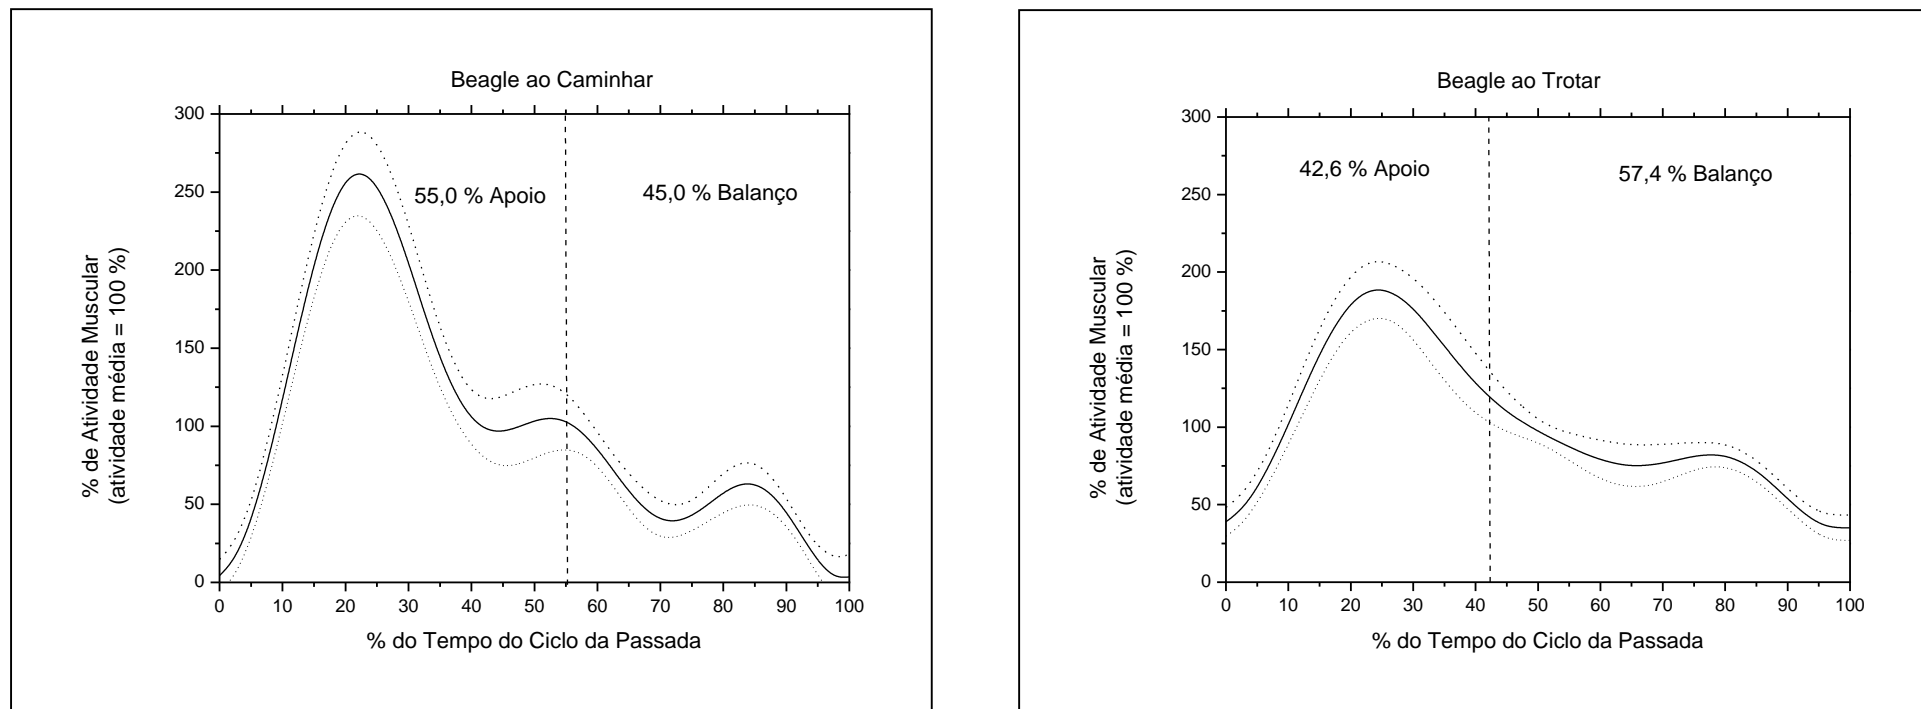 Beagle ao Caminhar
300
250
200
150
100
50
0
55,0 % Apoio
45,0 % Balanço
% de Atividade Muscular
(atividade média = 100 %)
0 10 20 30 40 50 60 70 80 90 100
% do Tempo do Ciclo da Passada
Beagle ao Trotar
300
250
200
150
100
50
0
42,6 % Apoio
57,4 % Balanço
% de Atividade Muscular
(atividade média = 100 %)
0 10 20 30 40 50 60 70 80 90 100
% do Tempo do Ciclo da Passada